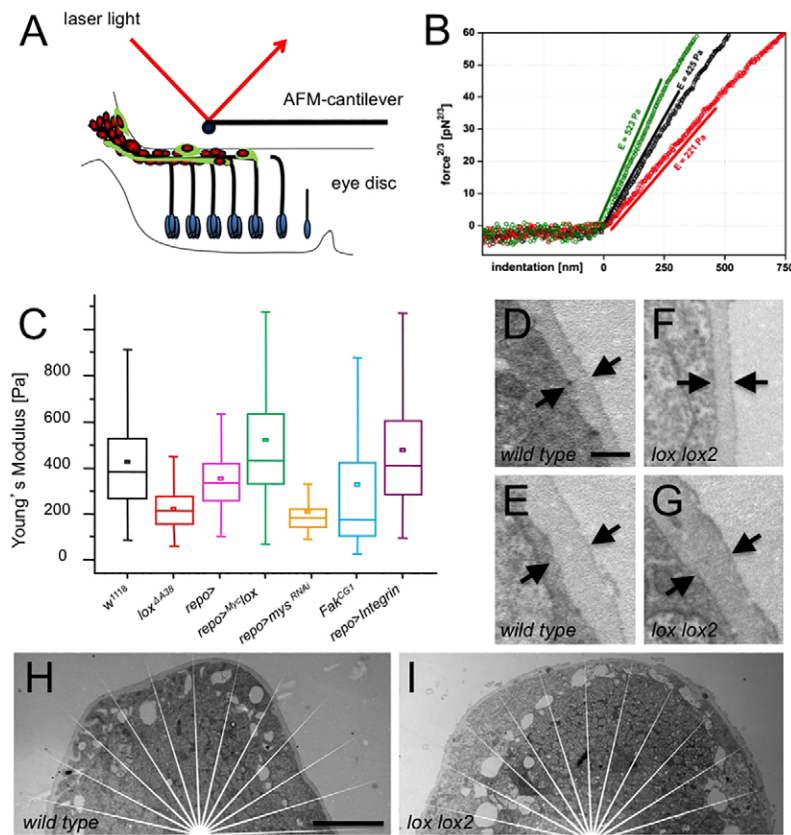 A
laser light
AFM-cantilever
eye disc
B
force2/3 [pN2/3]
60
50
40
30
20
10
0
E = 523 Pa
E = 425 Pa
E = 221 Pa
indentation [nm]
0
250
500
750
C
Young's Modulus [Pa]
800
600
400
200
0
w1118
loxΔA38
repo>
repo>Myclox
repo>mysRNAi
FakCG1
repo>Integrin
D
wild type
F
lox lox2
E
wild type
G
lox lox2
H
wild type
I
lox lox2